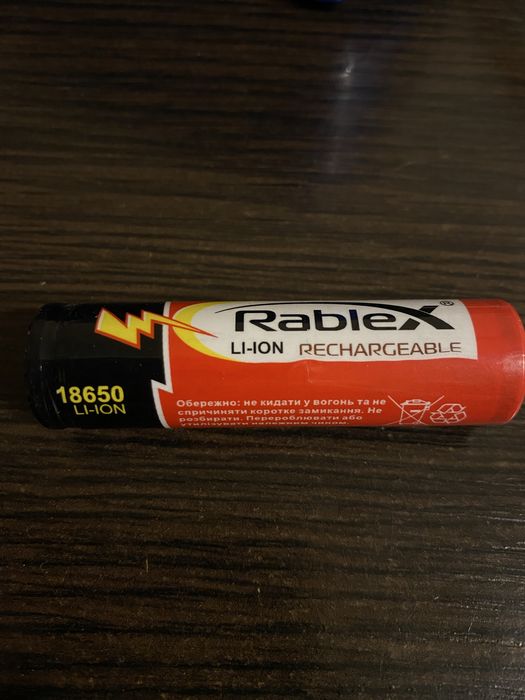 RableX®
LI-ION RECHARGEABLE
18650
LI-ION
Обережно: не кидати у вогонь та не
спричиняти коротке замикання. Не
розбирати. Перероблювати або
утилізувати належним чином.